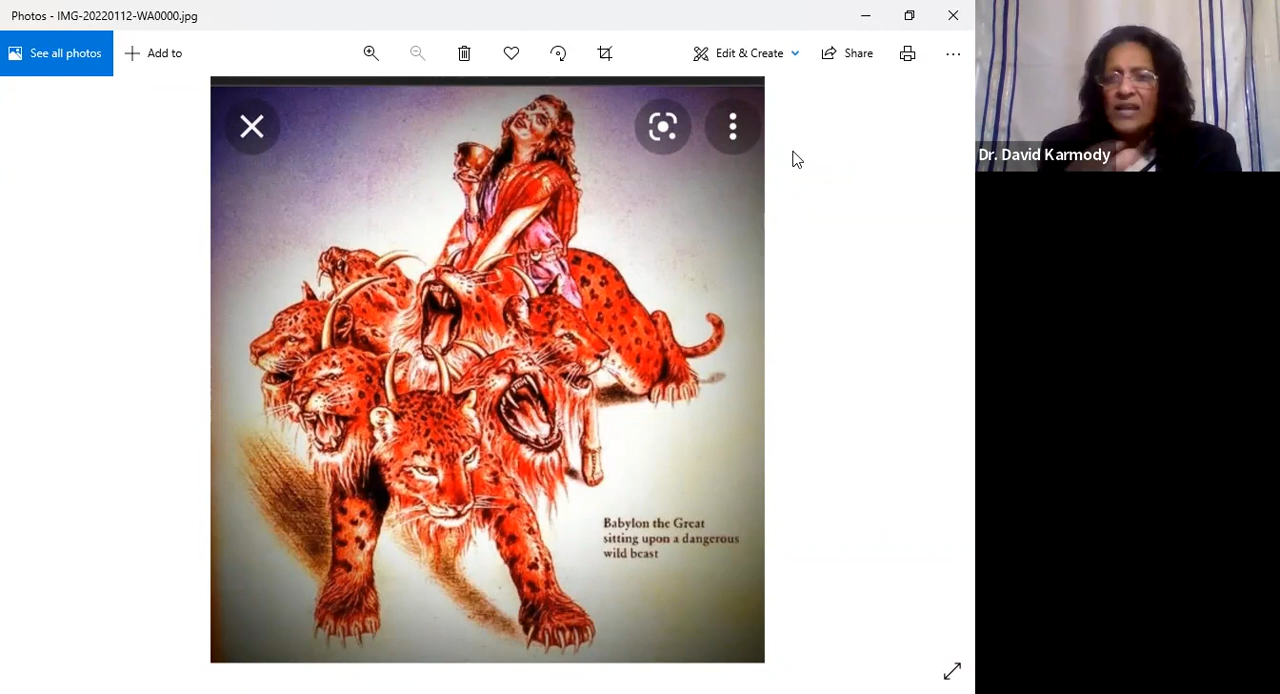 Photos - IMG-20220112-WA0000.jpg
See all photos
Add to
Edit & Create
Share
Dr. David Karmody
Babylon the Great
sitting upon a dangerous
wild beast